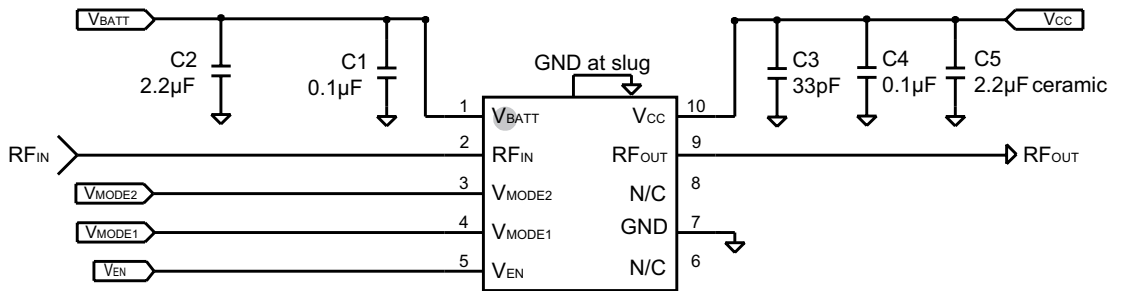 VBATT
VCC
C2
2.2µF
C1
0.1µF
GND at slug
C3
33pF
C4
0.1µF
C5
2.2µF ceramic
1
VBATT
VCC
10
RFIN
2
RFIN
RFOUT
9
RFOUT
VMODE2
3
VMODE2
N/C
8
VMODE1
4
VMODE1
GND
7
VEN
5
VEN
N/C
6